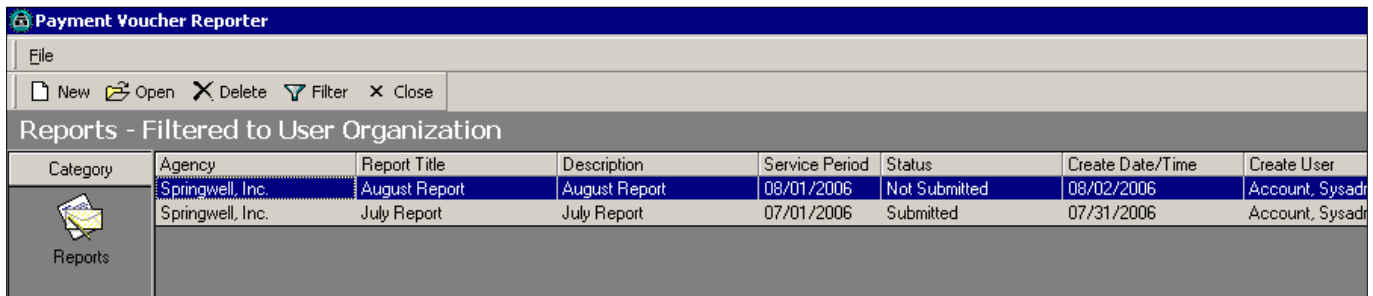 Payment Voucher Reporter
File
New Open Delete Filter Close
Reports - Filtered to User Organization
Category Agency Report Title Description Service Period Status Create Date/Time Create User
Springwell, Inc. August Report August Report 08/01/2006 Not Submitted 08/02/2006 Account, Sysadm
Springwell, Inc. July Report July Report 07/01/2006 Submitted 07/31/2006 Account, Sysadm
Reports